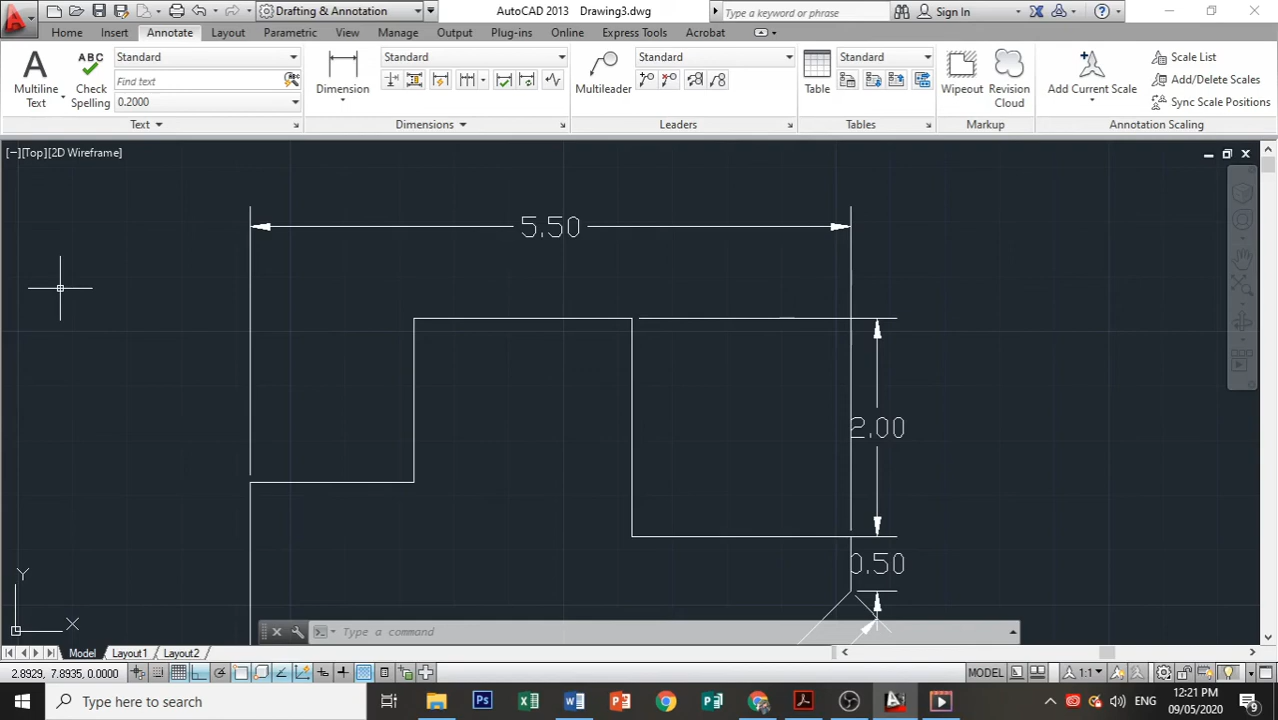 Drafting & Annotation
AutoCAD 2013 Drawing3.dwg
Type a keyword or phrase
Sign In
Home Insert Annotate Layout Parametric View Manage Output Plug-ins Online Express Tools Acrobat
Multiline Text
ABC
Check Spelling
Standard
Find text
0.2000
Dimension
Standard
Multileader
Standard
Table
Standard
Wipeout
Revision Cloud
Add Current Scale
Scale List
Add/Delete Scales
Sync Scale Positions
Text Dimensions Leaders Tables Markup Annotation Scaling
[−][Top][2D Wireframe]
5.50
2.00
0.50
Y
X
Type a command
Model Layout1 Layout2
2.8929, 7.8935, 0.0000
MODEL
1:1
Type here to search
Ps
ENG
12:21 PM
09/05/2020
9